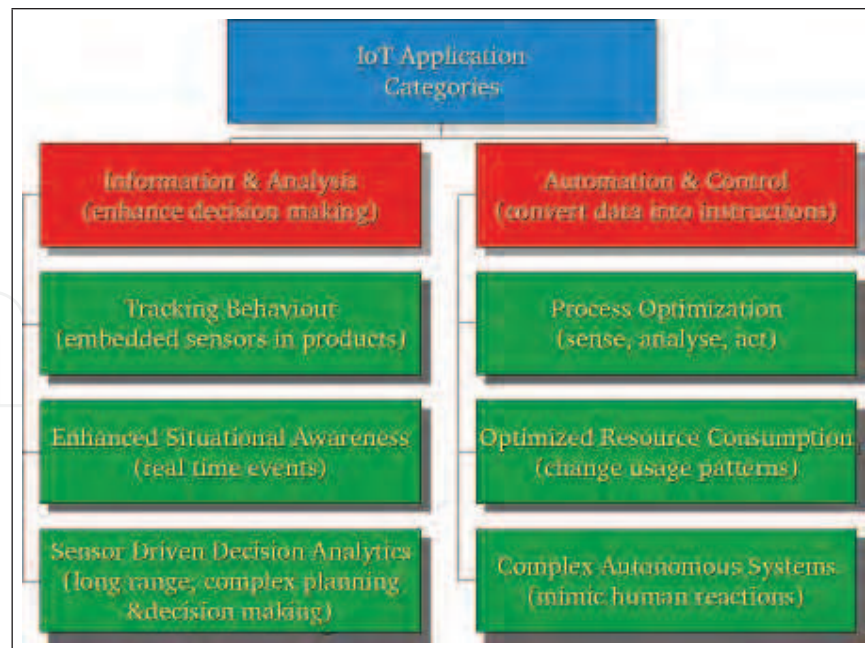 IoT Application
Categories
Information & Analysis
(enhance decision making)
Automation & Control
(convert data into instructions)
Tracking Behaviour
(embedded sensors in products)
Process Optimization
(sense, analyse, act)
Enhanced Situational Awareness
(real time events)
Optimized Resource Consumption
(change usage patterns)
Sensor Driven Decision Analytics
(long range, complex planning
&decision making)
Complex Autonomous Systems
(mimic human reactions)